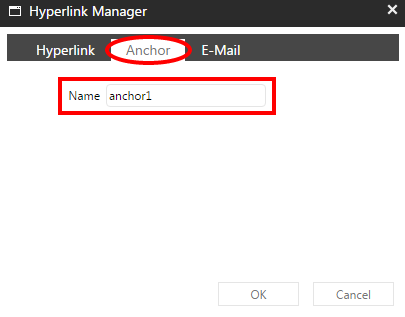 Hyperlink Manager
Hyperlink Anchor E-Mail
Name anchor1
OK Cancel